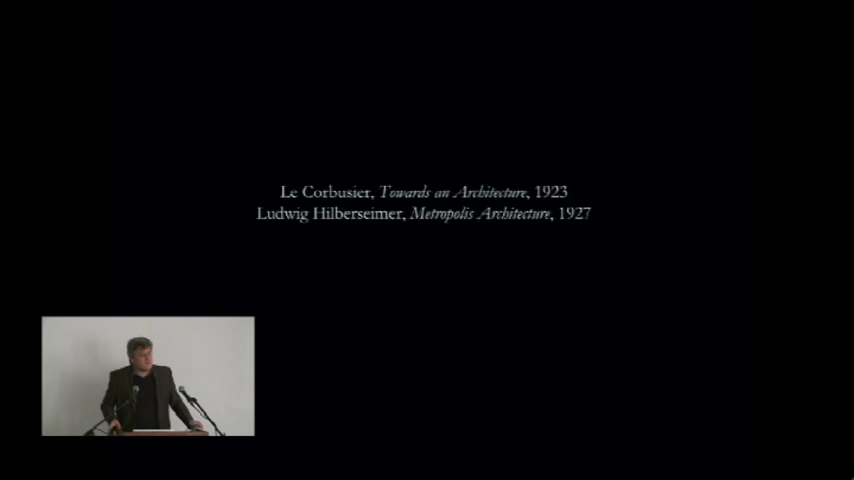 Le Corbusier, Towards an Architecture, 1923
Ludwig Hilberseimer, Metropolis Architecture, 1927